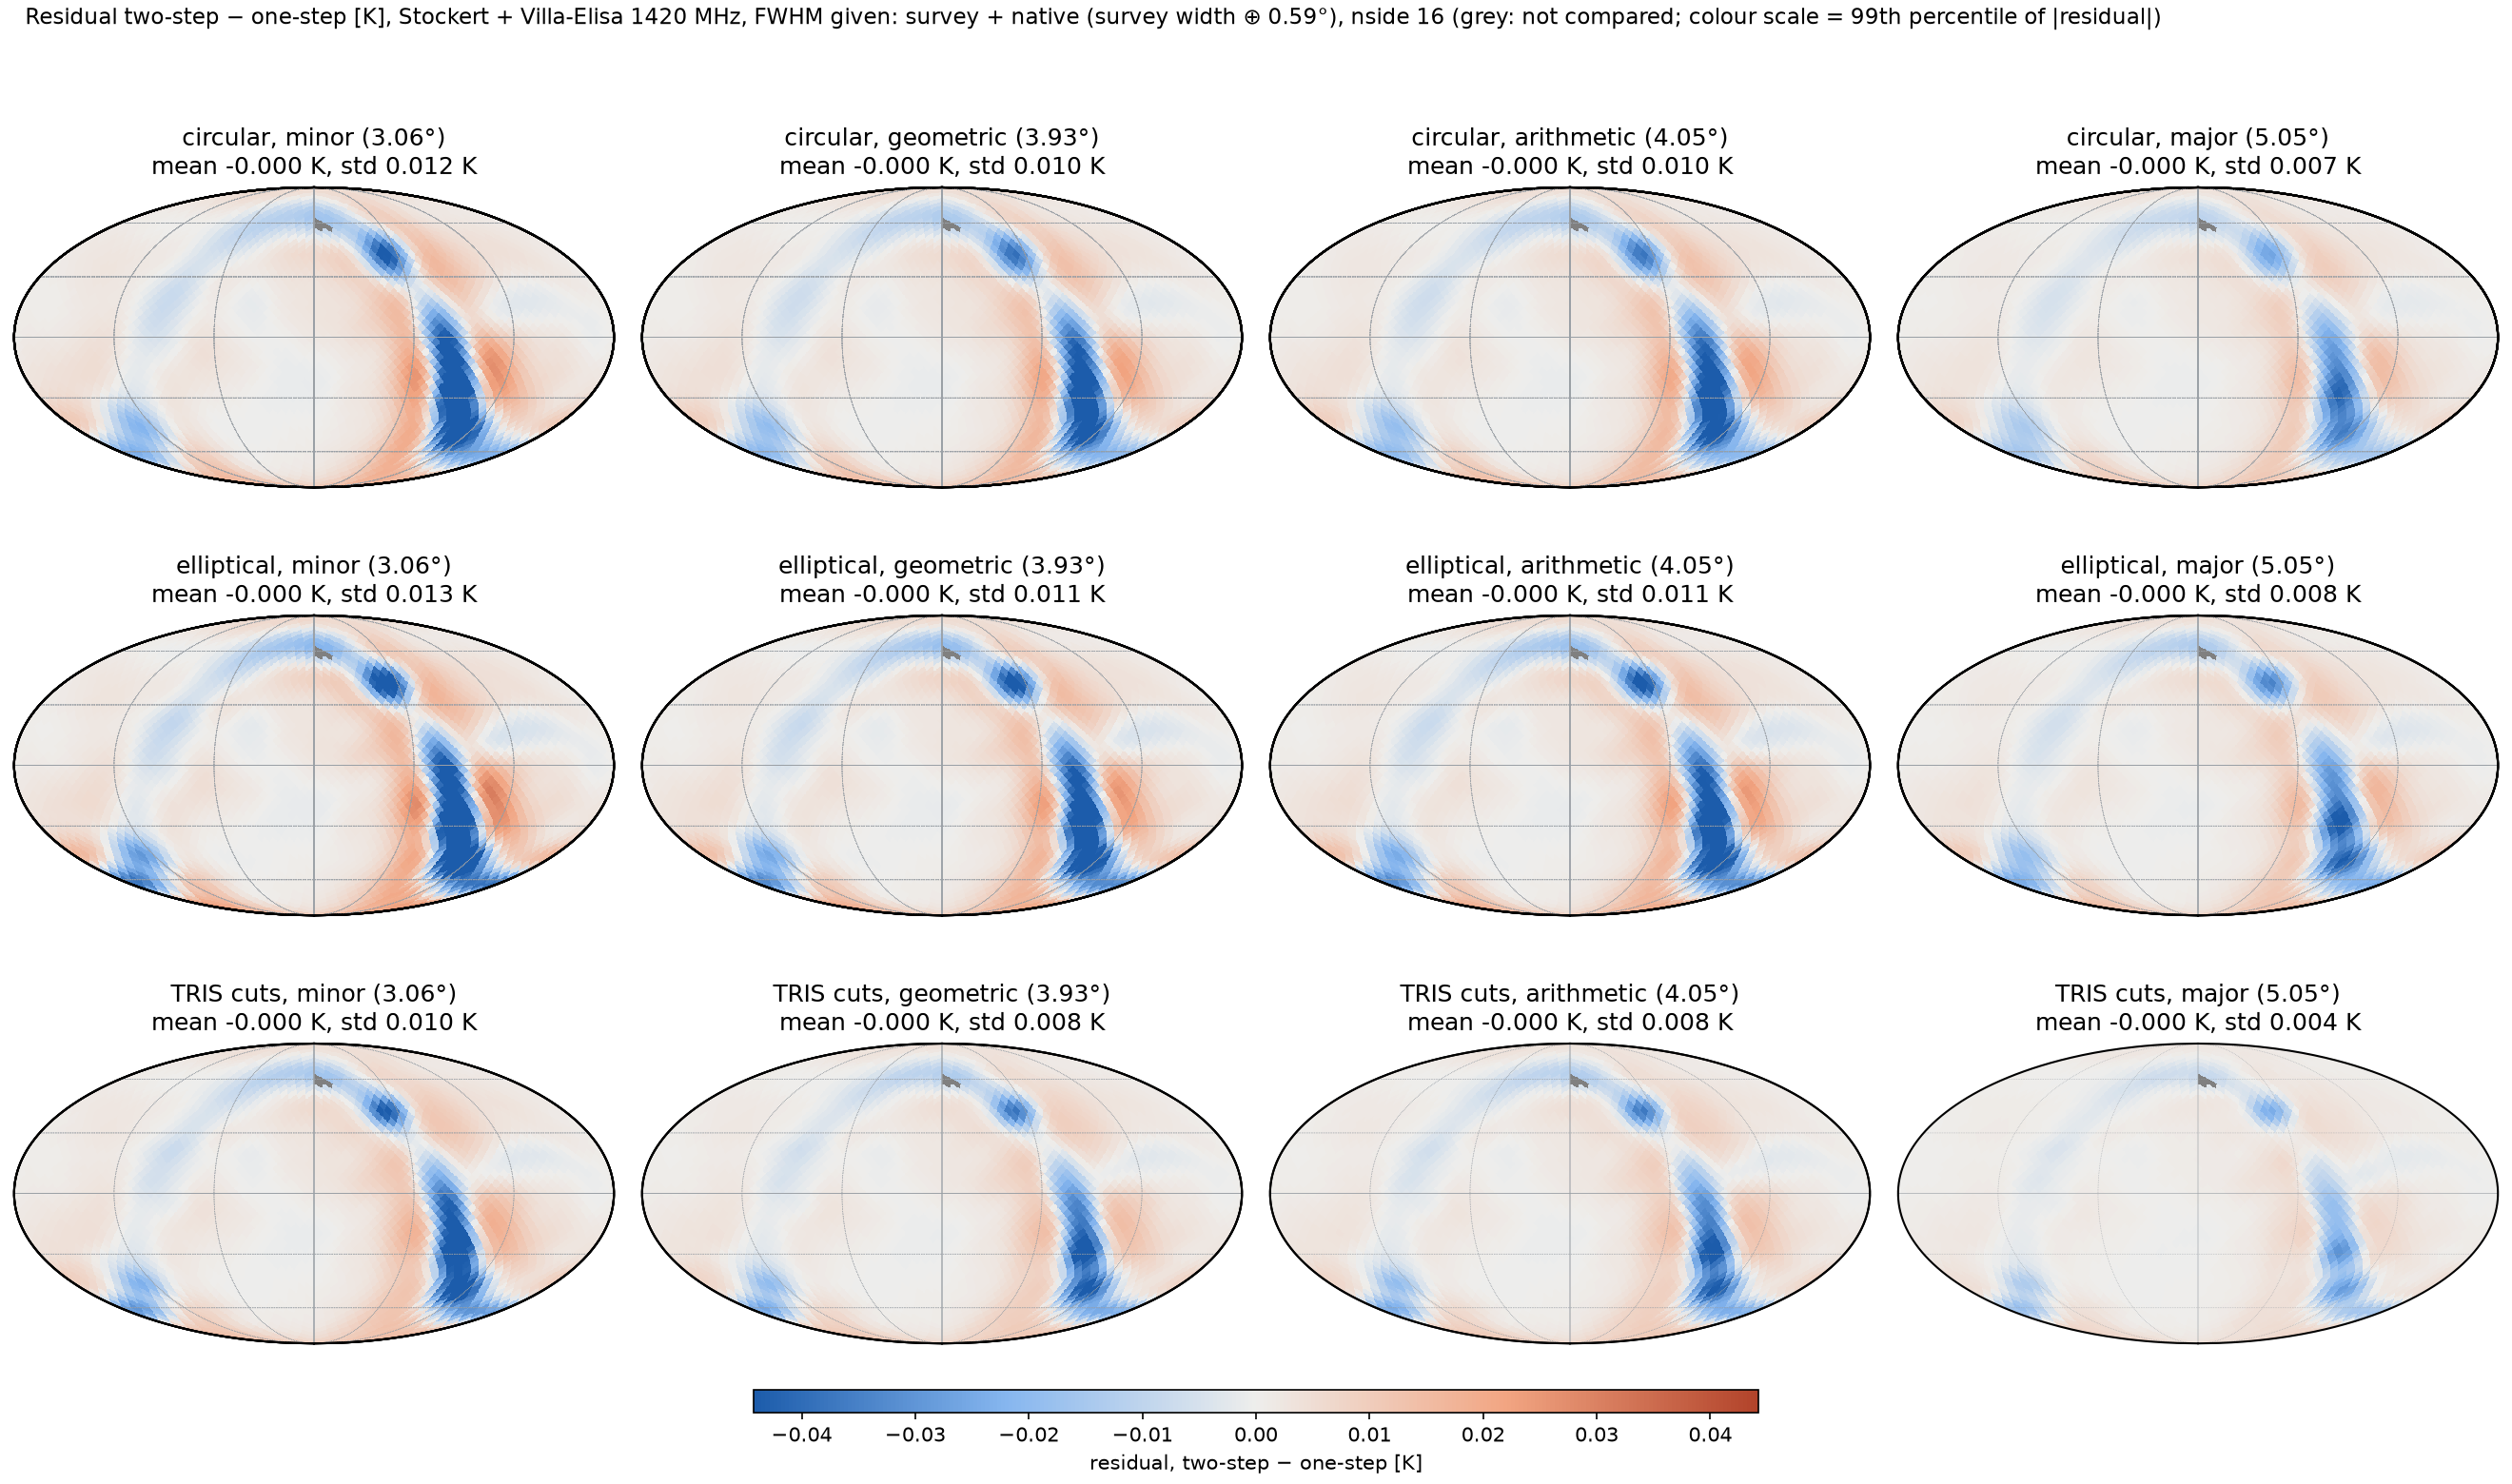 Residual two-step − one-step [K], Stockert + Villa-Elisa 1420 MHz, FWHM given: survey + native (survey width ⊕ 0.59°), nside 16 (grey: not compared; colour scale = 99th percentile of |residual|)
circular, minor (3.06°)
mean -0.000 K, std 0.012 K
circular, geometric (3.93°)
mean -0.000 K, std 0.010 K
circular, arithmetic (4.05°)
mean -0.000 K, std 0.010 K
circular, major (5.05°)
mean -0.000 K, std 0.007 K
elliptical, minor (3.06°)
mean -0.000 K, std 0.013 K
elliptical, geometric (3.93°)
mean -0.000 K, std 0.011 K
elliptical, arithmetic (4.05°)
mean -0.000 K, std 0.011 K
elliptical, major (5.05°)
mean -0.000 K, std 0.008 K
TRIS cuts, minor (3.06°)
mean -0.000 K, std 0.010 K
TRIS cuts, geometric (3.93°)
mean -0.000 K, std 0.008 K
TRIS cuts, arithmetic (4.05°)
mean -0.000 K, std 0.008 K
TRIS cuts, major (5.05°)
mean -0.000 K, std 0.004 K
−0.04 −0.03 −0.02 −0.01 0.00 0.01 0.02 0.03 0.04
residual, two-step − one-step [K]